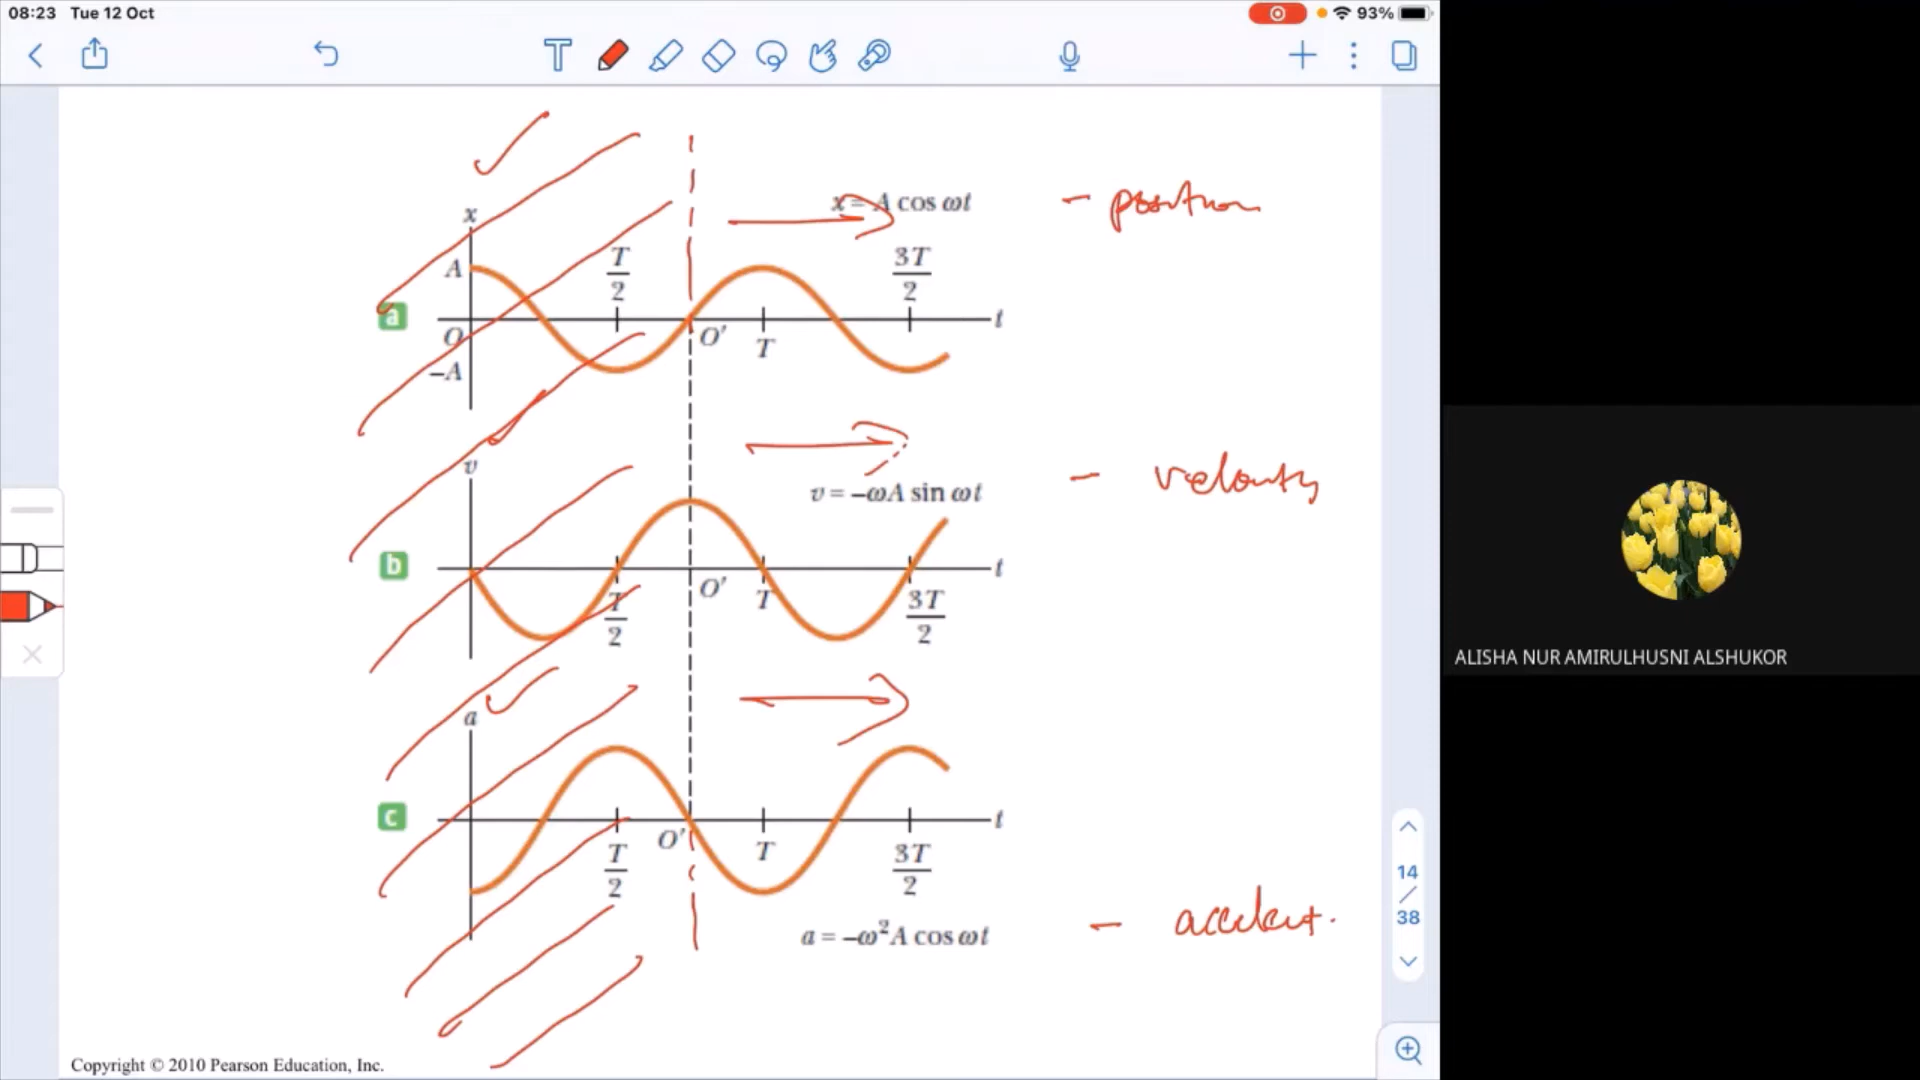 08:23 Tue 12 Oct
93%
x = A cos ωt
– position
x
A
T/2
3T/2
a
O
O′
T
t
–A
v
v = –ωA sin ωt
– velocity
b
O′
T
t
T/2
3T/2
a
c
O′
T
t
T/2
3T/2
a = –ω²A cos ωt
– accelert.
14
/
38
Copyright © 2010 Pearson Education, Inc.
ALISHA NUR AMIRULHUSNI ALSHUKOR